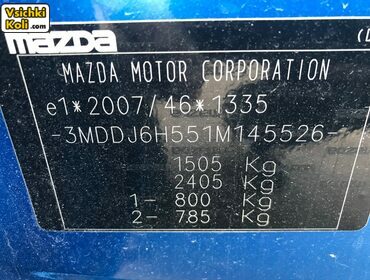 Vsichki
Koli.com
mazda
(L
MAZDA MOTOR CORPORATION
e1*2007/46*1335
-3MDDJ6H551M145526-
1505 Kg
2405 Kg
1- 800 Kg
2- 785 Kg